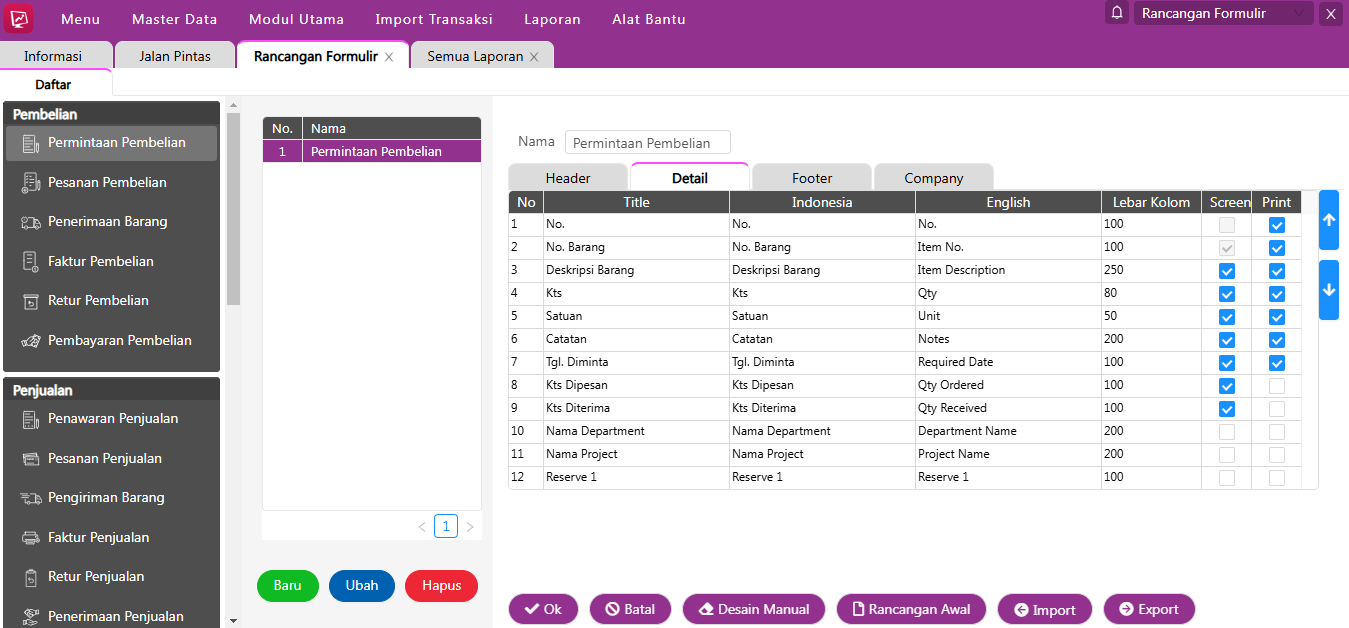 Menu Master Data Modul Utama Import Transaksi Laporan Alat Bantu Rancangan Formulir X
Informasi Jalan Pintas Rancangan Formulir Semua Laporan
Daftar
Pembelian
Permintaan Pembelian
Pesanan Pembelian
Penerimaan Barang
Faktur Pembelian
Retur Pembelian
Pembayaran Pembelian
Penjualan
Penawaran Penjualan
Pesanan Penjualan
Pengiriman Barang
Faktur Penjualan
Retur Penjualan
Penerimaan Penjualan
No. Nama
1 Permintaan Pembelian
< 1 >
Baru Ubah Hapus
Nama Permintaan Pembelian
Header Detail Footer Company
No Title Indonesia English Lebar Kolom Screen Print
1 No. No. No. 100
2 No. Barang No. Barang Item No. 100
3 Deskripsi Barang Deskripsi Barang Item Description 250
4 Kts Kts Qty 80
5 Satuan Satuan Unit 50
6 Catatan Catatan Notes 200
7 Tgl. Diminta Tgl. Diminta Required Date 100
8 Kts Dipesan Kts Dipesan Qty Ordered 100
9 Kts Diterima Kts Diterima Qty Received 100
10 Nama Department Nama Department Department Name 200
11 Nama Project Nama Project Project Name 200
12 Reserve 1 Reserve 1 Reserve 1 100
Ok Batal Desain Manual Rancangan Awal Import Export